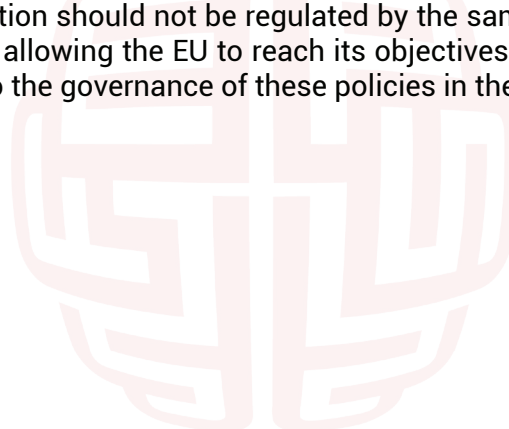 tion should not be regulated by the san
allowing the EU to reach its objectives
the governance of these policies in the